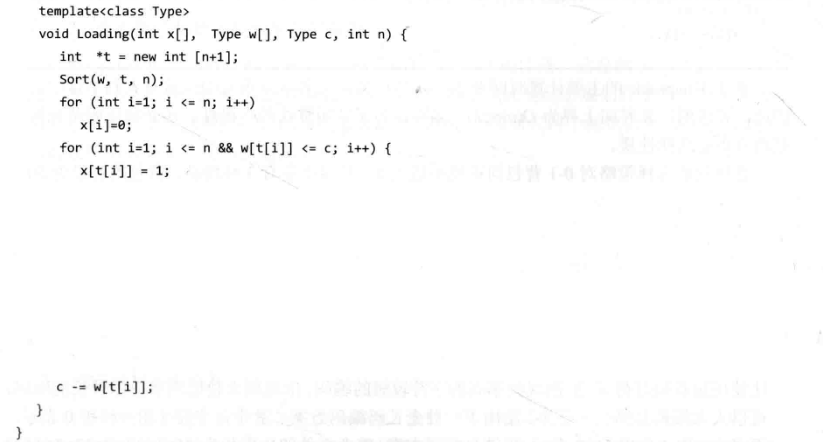 template<class Type>
void Loading(int x[], Type w[], Type c, int n) {
int *t = new int [n+1];
Sort(w, t, n);
for (int i=1; i <= n; i++)
x[i]=0;
for (int i=1; i <= n && w[t[i]] <= c; i++) {
x[t[i]] = 1;
c -= w[t[i]];
}
}